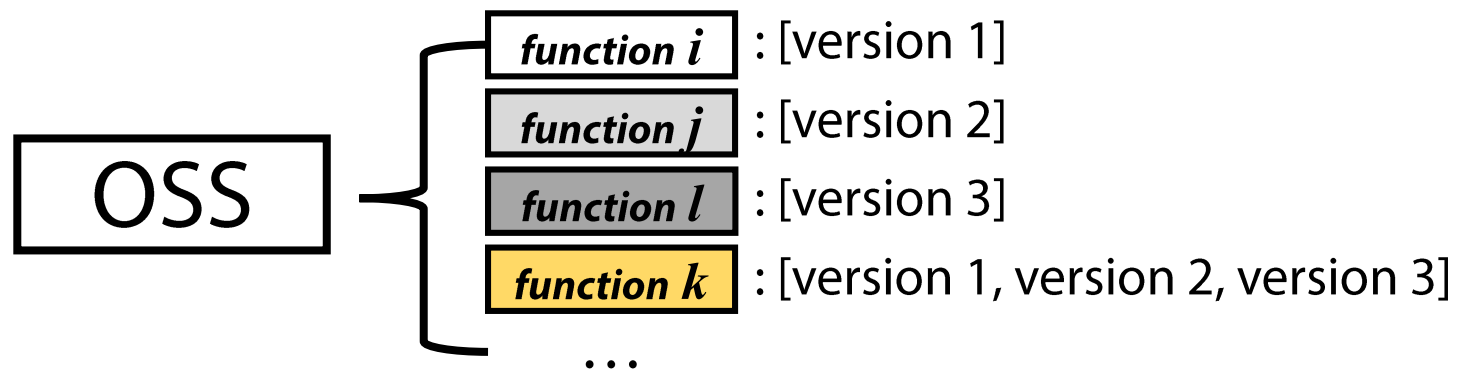 OSS
function i : [version 1]
function j : [version 2]
function l : [version 3]
function k : [version 1, version 2, version 3]
...